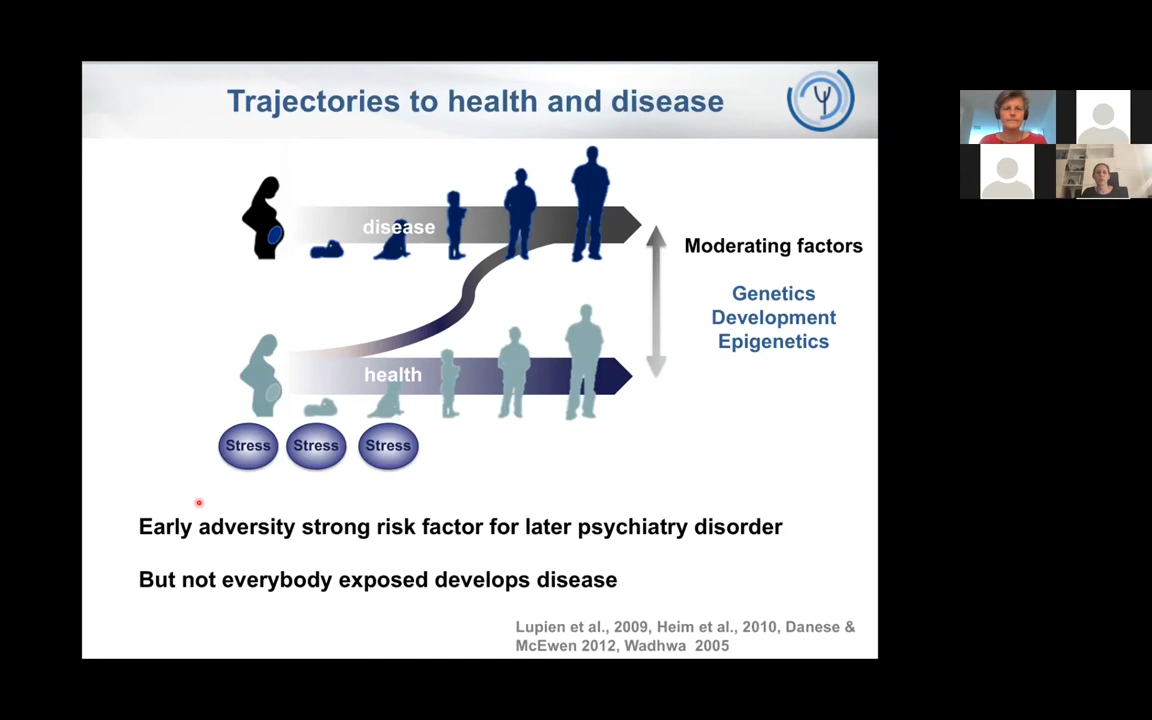 Trajectories to health and disease
disease
Moderating factors
Genetics
Development
Epigenetics
health
Stress Stress Stress
Early adversity strong risk factor for later psychiatry disorder
But not everybody exposed develops disease
Lupien et al., 2009, Heim et al., 2010, Danese &
McEwen 2012, Wadhwa 2005